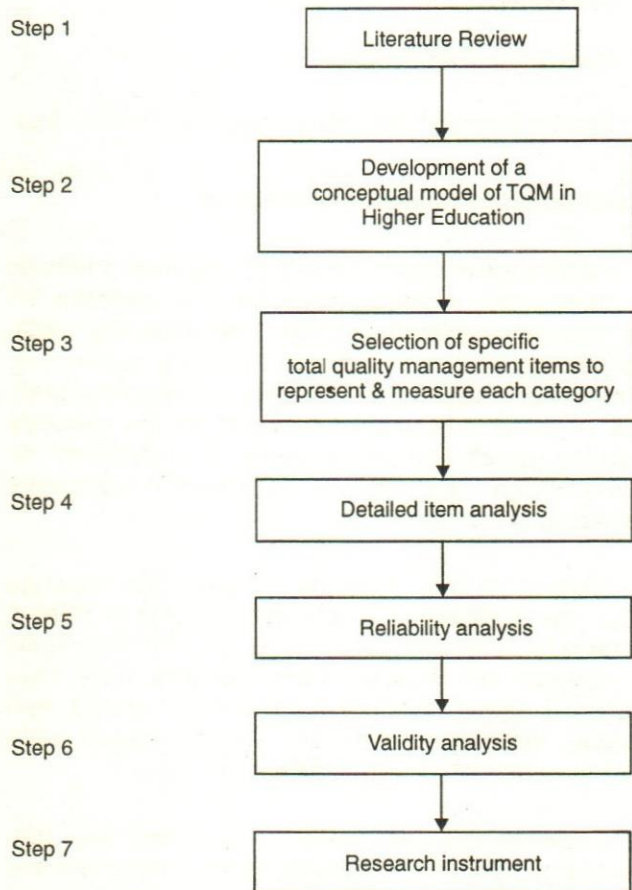 Step 1
Literature Review
Step 2
Development of a
conceptual model of TQM in
Higher Education
Step 3
Selection of specific
total quality management items to
represent & measure each category
Step 4
Detailed item analysis
Step 5
Reliability analysis
Step 6
Validity analysis
Step 7
Research instrument